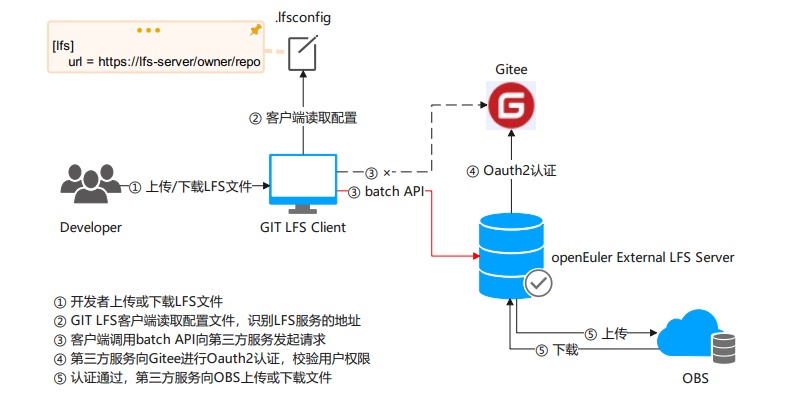 .lfsconfig
[lfs]
url = https://lfs-server/owner/repo
Gitee
G
② 客户端读取配置
③ ×
④ Oauth2认证
① 上传/下载LFS文件
③ batch API
Developer
GIT LFS Client
openEuler External LFS Server
① 开发者上传或下载LFS文件
② GIT LFS客户端读取配置文件，识别LFS服务的地址
③ 客户端调用batch API向第三方服务发起请求
④ 第三方服务向Gitee进行Oauth2认证，校验用户权限
⑤ 认证通过，第三方服务向OBS上传或下载文件
⑤ 上传
⑤ 下载
OBS